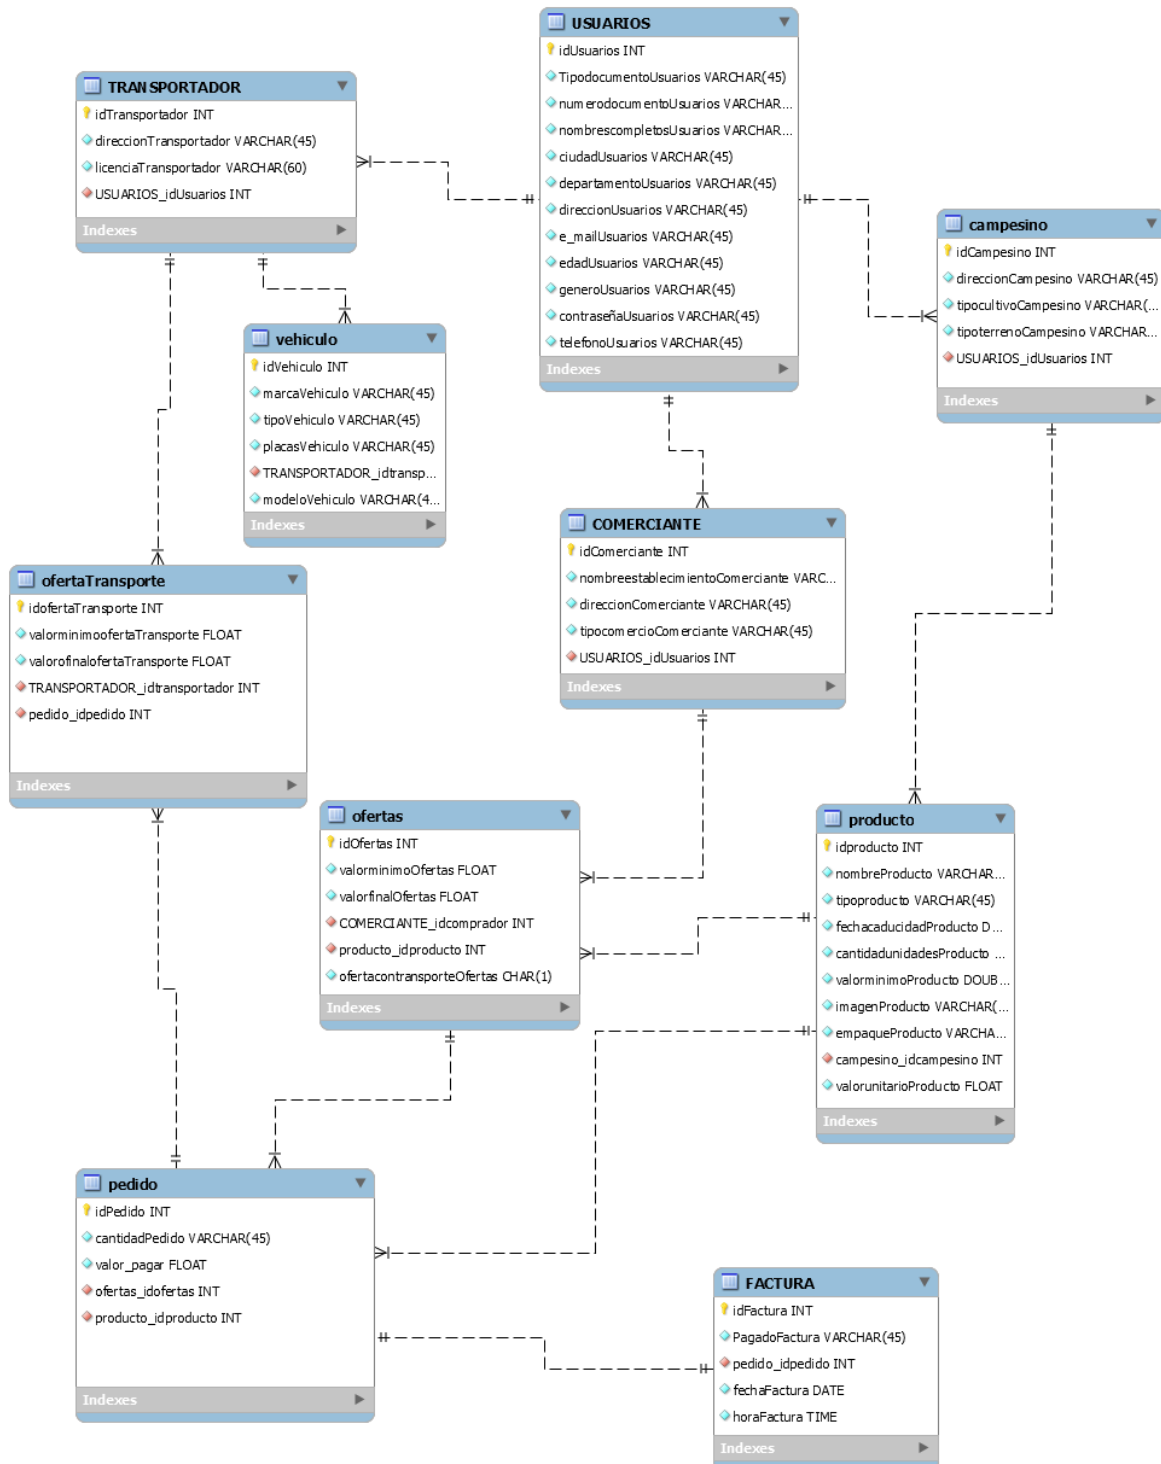 USUARIOS
idUsuarios INT
TipodocumentoUsuarios VARCHAR(45)
numerodocumentoUsuarios VARCHAR...
nombrescompletosUsuarios VARCHAR...
ciudadUsuarios VARCHAR(45)
departamentoUsuarios VARCHAR(45)
direccionUsuarios VARCHAR(45)
e_mailUsuarios VARCHAR(45)
edadUsuarios VARCHAR(45)
generoUsuarios VARCHAR(45)
contraseñaUsuarios VARCHAR(45)
telefonoUsuarios VARCHAR(45)
Indexes
TRANSPORTADOR
idTransportador INT
direccionTransportador VARCHAR(45)
licenciaTransportador VARCHAR(60)
USUARIOS_idUsuarios INT
Indexes
campesino
idCampesino INT
direccionCampesino VARCHAR(45)
tipocultivoCampesino VARCHAR(...
tipoterrenoCampesino VARCHAR...
USUARIOS_idUsuarios INT
Indexes
vehiculo
idVehiculo INT
marcaVehiculo VARCHAR(45)
tipoVehiculo VARCHAR(45)
placasVehiculo VARCHAR(45)
TRANSPORTADOR_idtransp...
modeloVehiculo VARCHAR(4...
Indexes
COMERCIANTE
idComerciante INT
nombreestablecimientoComerciante VARC...
direccionComerciante VARCHAR(45)
tipocomercioComerciante VARCHAR(45)
USUARIOS_idUsuarios INT
Indexes
ofertaTransporte
idofertaTransporte INT
valorminimoofertaTransporte FLOAT
valorofinalofertaTransporte FLOAT
TRANSPORTADOR_idtransportador INT
pedido_idpedido INT
Indexes
ofertas
idOfertas INT
valorminimoOfertas FLOAT
valorfinalOfertas FLOAT
COMERCIANTE_idcomprador INT
producto_idproducto INT
ofertacontransporteOfertas CHAR(1)
Indexes
producto
idproducto INT
nombreProducto VARCHAR...
tipoproducto VARCHAR(45)
fechacaducidadProducto D...
cantidadunidadesProducto ...
valorminimoProducto DOUB...
imagenProducto VARCHAR(...
empaqueProducto VARCHA...
campesino_idcampesino INT
valorunitarioProducto FLOAT
Indexes
pedido
idPedido INT
cantidadPedido VARCHAR(45)
valor_pagar FLOAT
ofertas_idofertas INT
producto_idproducto INT
Indexes
FACTURA
idFactura INT
PagadoFactura VARCHAR(45)
pedido_idpedido INT
fechaFactura DATE
horaFactura TIME
Indexes